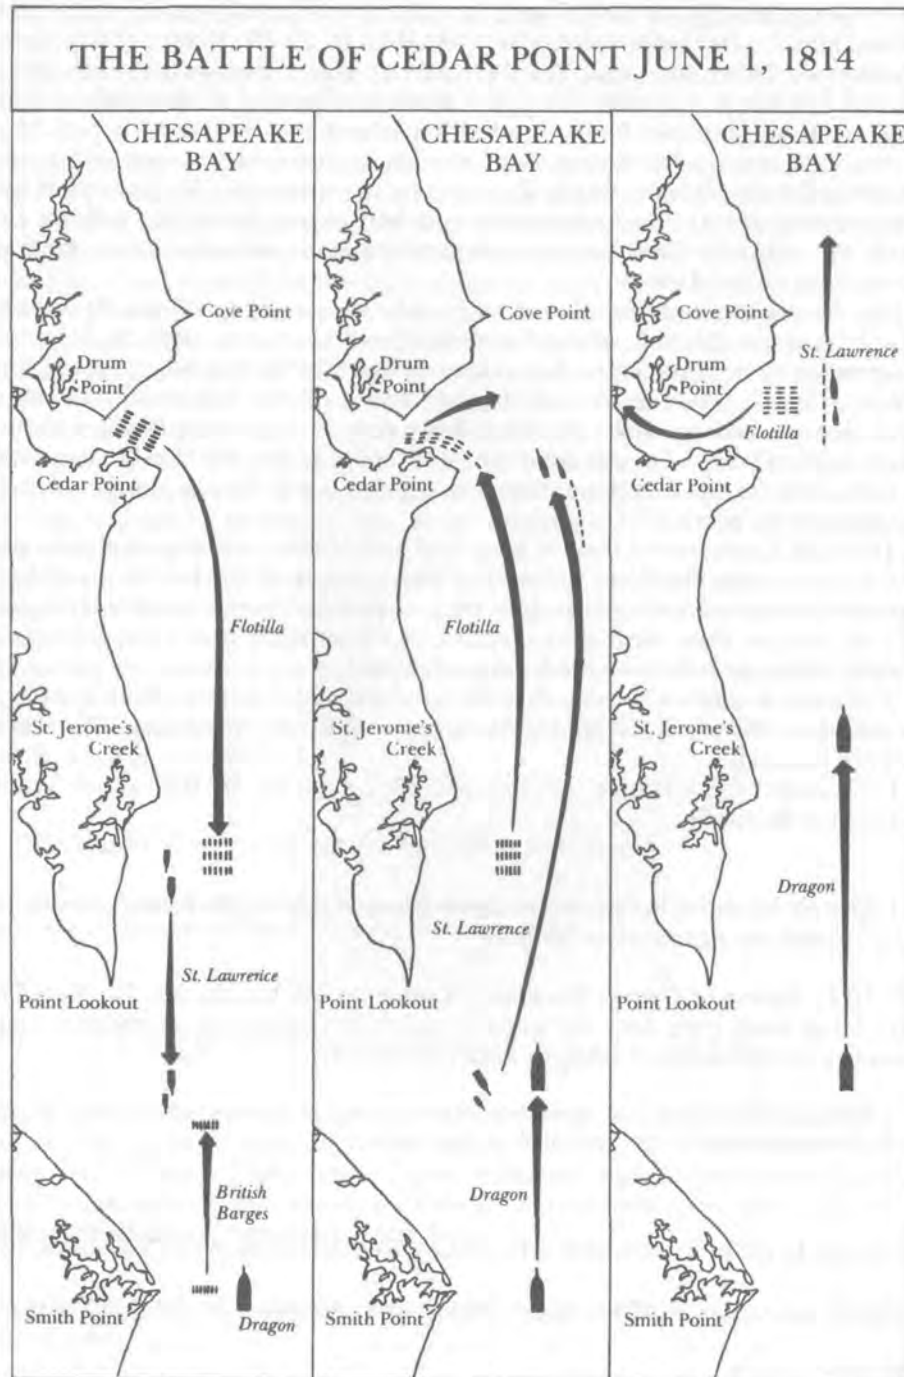 THE BATTLE OF CEDAR POINT JUNE 1, 1814
CHESAPEAKE
BAY
Cove Point
Drum
Point
Cedar Point
Flotilla
St. Jerome's
Creek
St. Lawrence
Point Lookout
British
Barges
Smith Point
Dragon
CHESAPEAKE
BAY
Cove Point
Drum
Point
Cedar Point
Flotilla
St. Jerome's
Creek
St. Lawrence
Point Lookout
Dragon
Smith Point
CHESAPEAKE
BAY
Cove Point
St. Lawrence
Drum
Point
Flotilla
Cedar Point
St. Jerome's
Creek
Dragon
Point Lookout
Smith Point